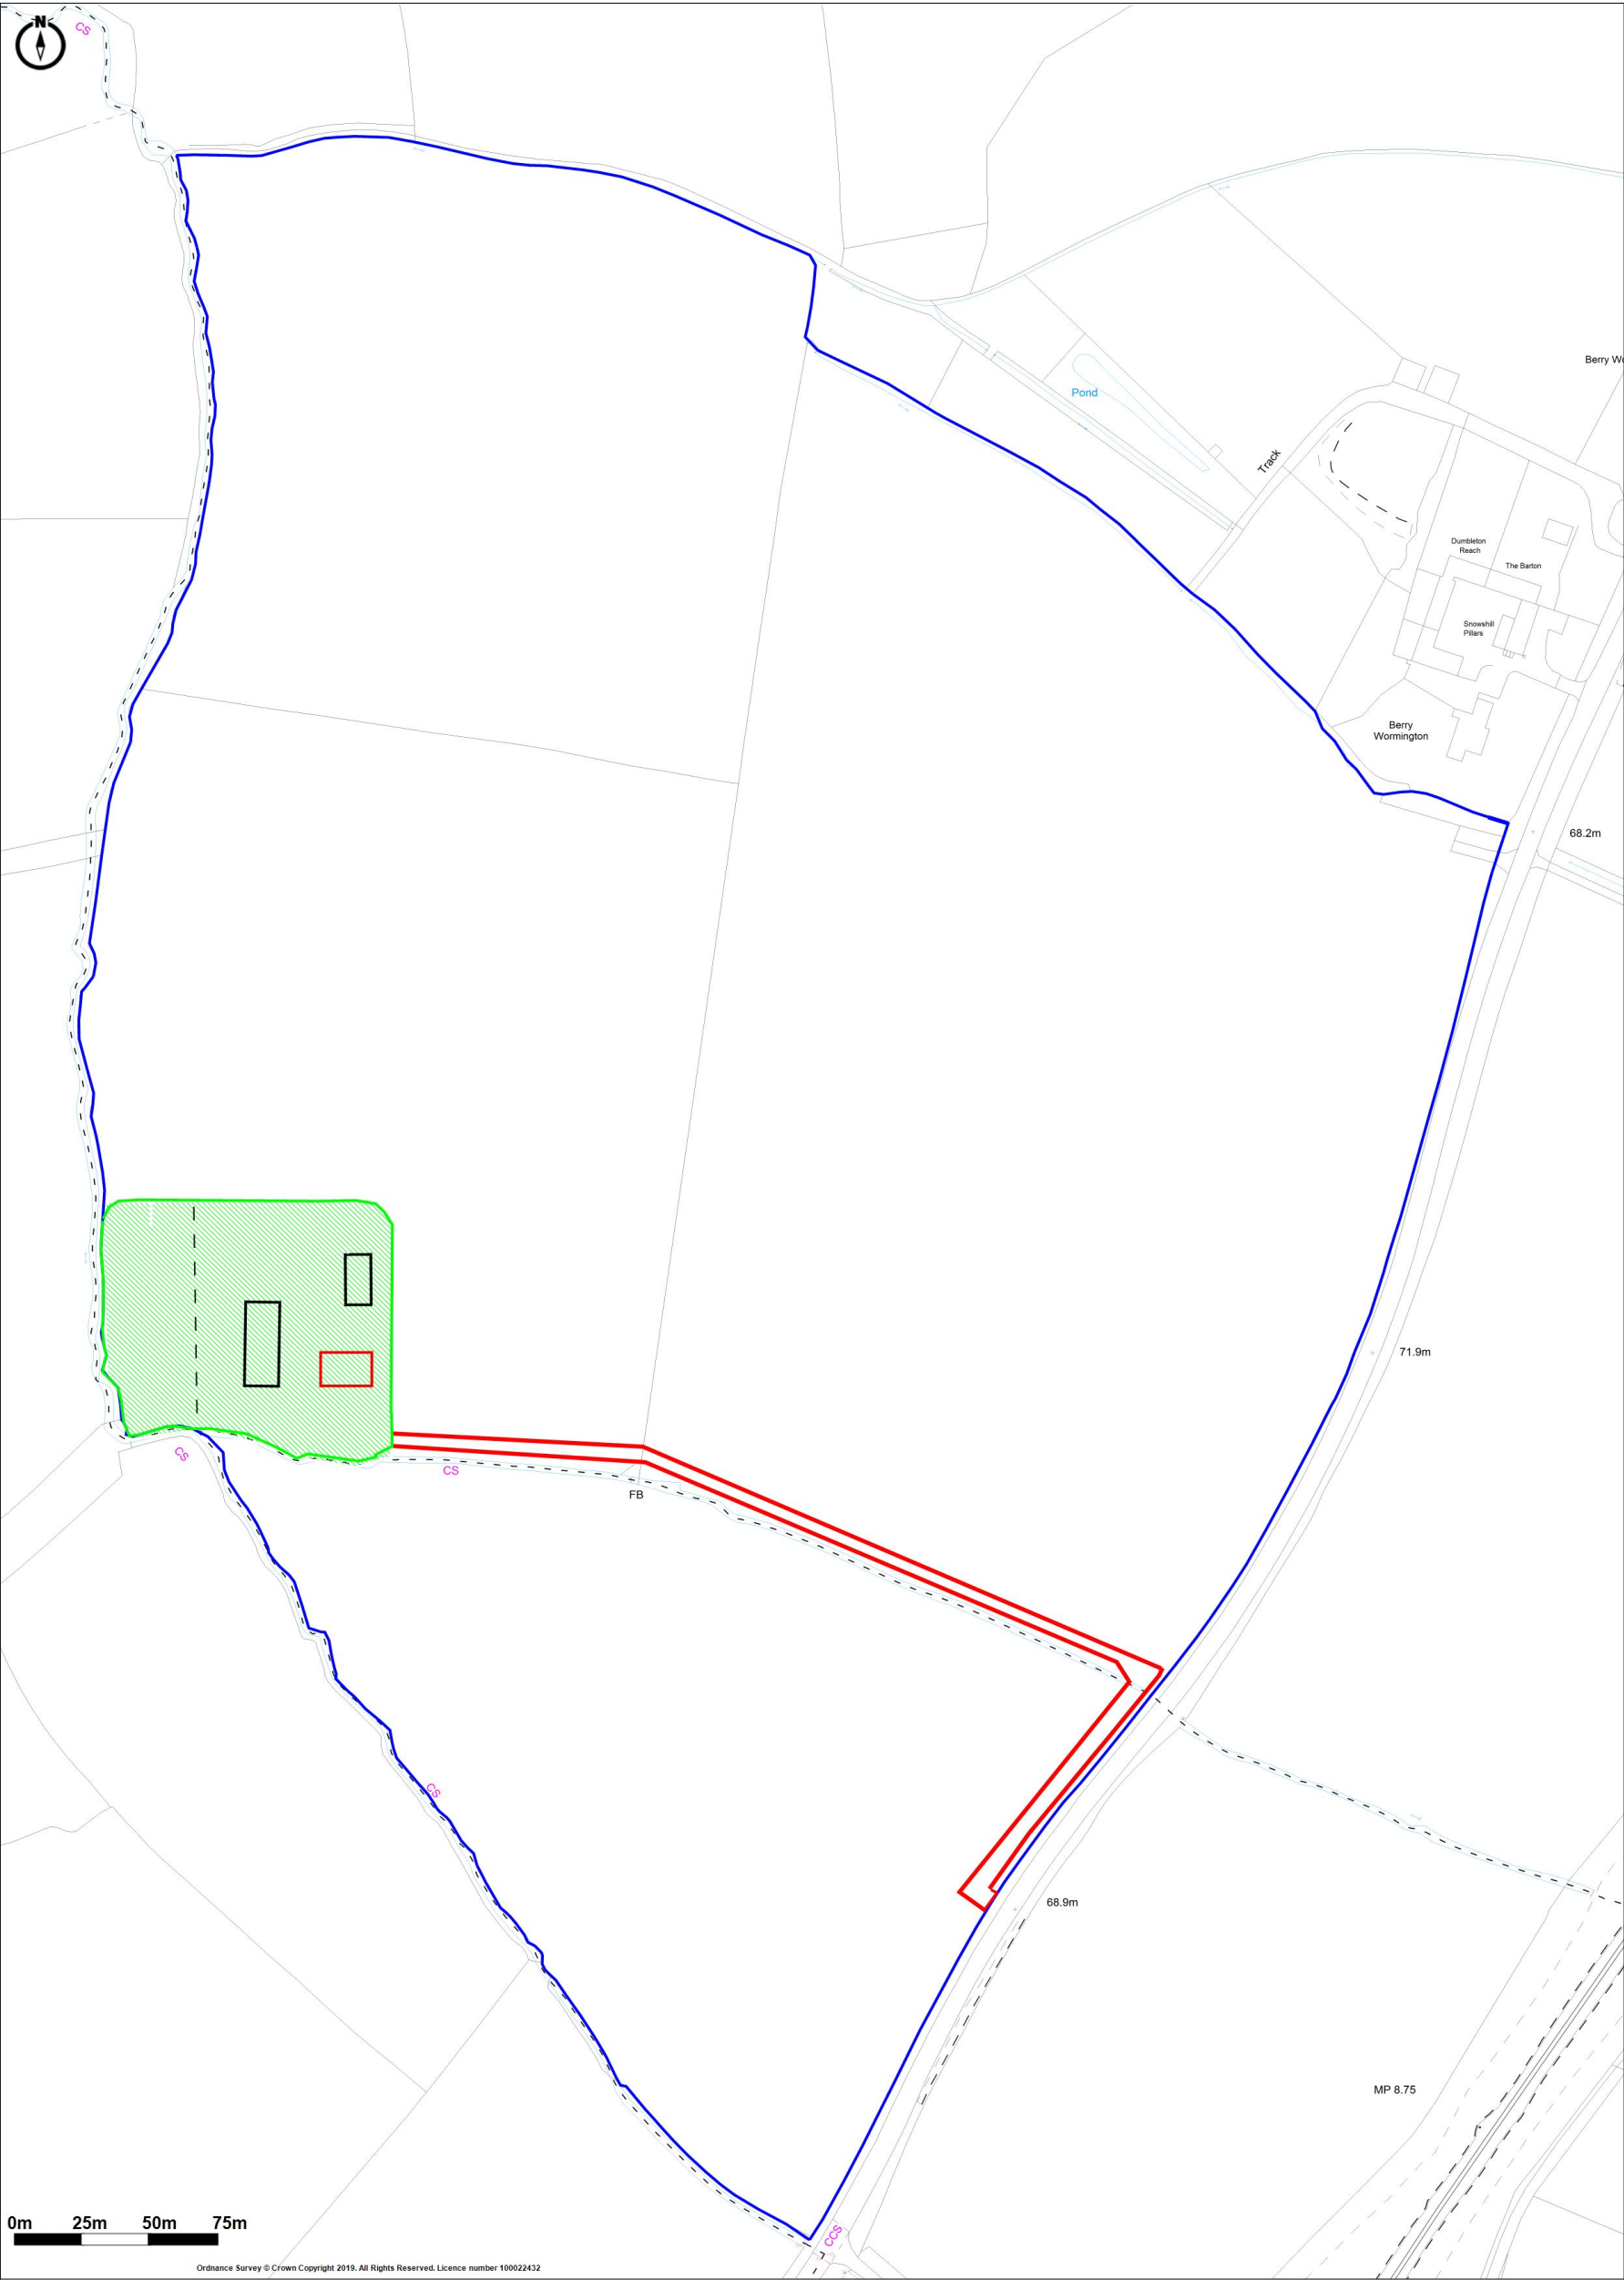 N
CS
Berry Wo
Pond
Track
Dumbleton
Reach
The Barton
Snowshill
Pillars
Berry
Wormington
68.2m
71.9m
CS
CS
FB
CS
68.9m
MP 8.75
CCS
0m 25m 50m 75m
Ordnance Survey © Crown Copyright 2019. All Rights Reserved. Licence number 100022432